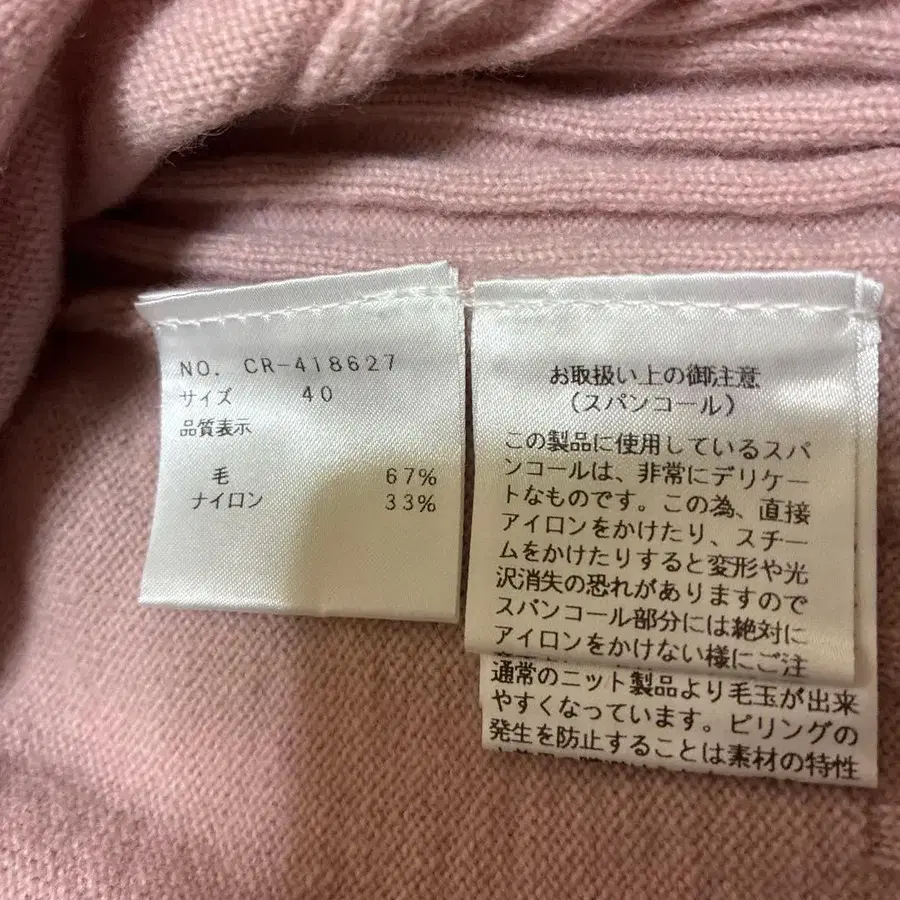 NO. CR-418627
サイズ 40
品質表示
毛 67%
ナイロン 33%
お取扱い上の御注意
(スパンコール)
この製品に使用しているスパ
ンコールは、非常にデリケー
トなものです。この為、直接
アイロンをかけたり、スチー
ムをかけたりすると変形や光
沢消失の恐れがありますので
スパンコール部分には絶対に
アイロンをかけない様にご注
通常のニット製品より毛玉が出来
やすくなっています。ピリングの
発生を防止することは素材の特性